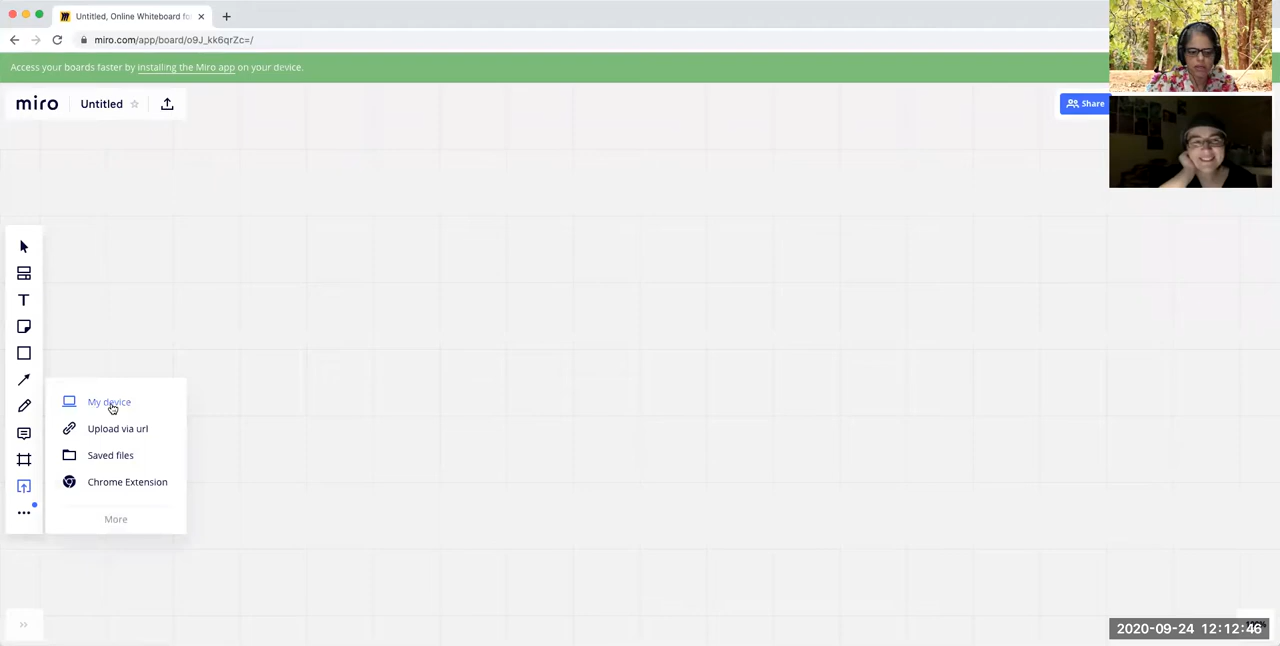 Untitled, Online Whiteboard fo
miro.com/app/board/o9J_kk6qrZc=/
Access your boards faster by installing the Miro app on your device.
miro Untitled
Share
T
My device
Upload via url
Saved files
Chrome Extension
More
2020-09-24 12:12:46